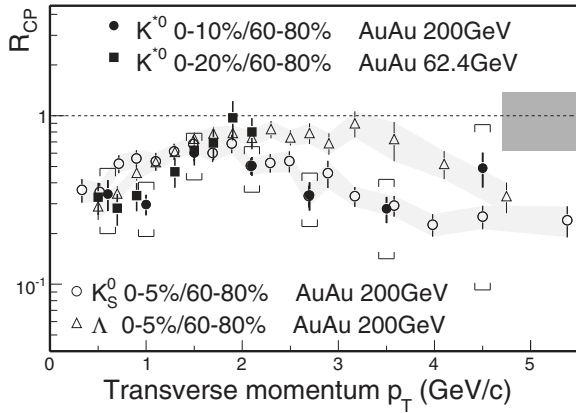 R_CP
K*0 0-10%/60-80% AuAu 200GeV
K*0 0-20%/60-80% AuAu 62.4GeV
1
10^-1
K^0_S 0-5%/60-80% AuAu 200GeV
Λ 0-5%/60-80% AuAu 200GeV
0 1 2 3 4 5
Transverse momentum p_T (GeV/c)